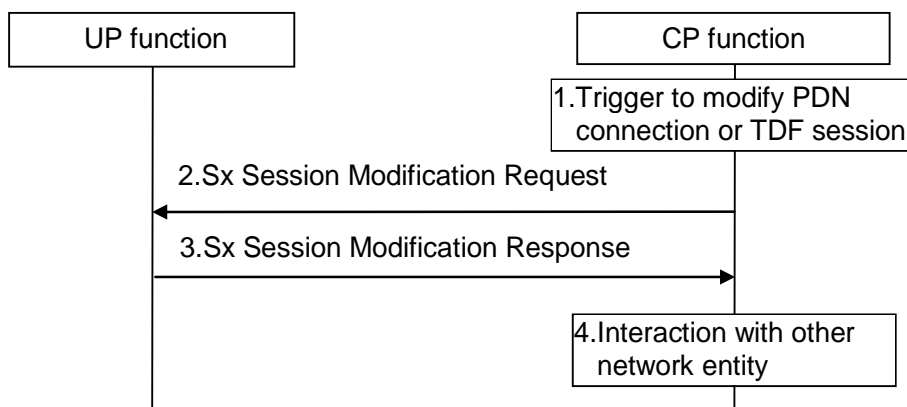 UP function
CP function
1.Trigger to modify PDN
connection or TDF session
2.Sx Session Modification Request
3.Sx Session Modification Response
4.Interaction with other
network entity